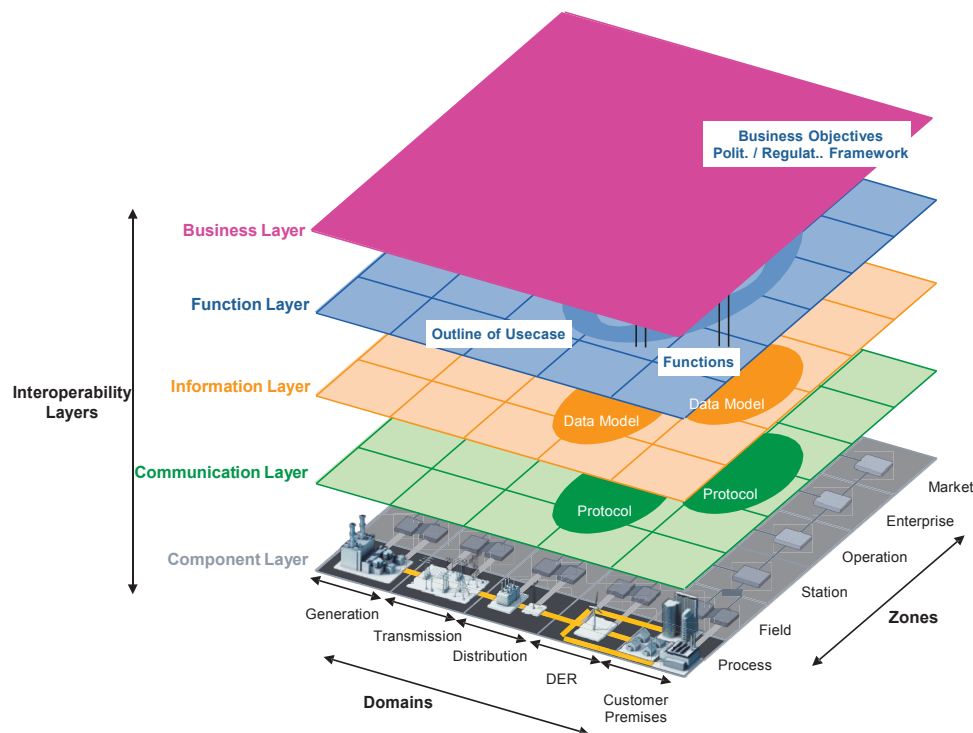 Business Objectives
Polit. / Regulat.. Framework
Business Layer
Function Layer
Outline of Usecase
Functions
Interoperability
Layers
Information Layer
Data Model
Data Model
Communication Layer
Protocol
Protocol
Component Layer
Market
Enterprise
Operation
Station
Field
Process
Zones
Generation
Transmission
Distribution
DER
Customer
Premises
Domains